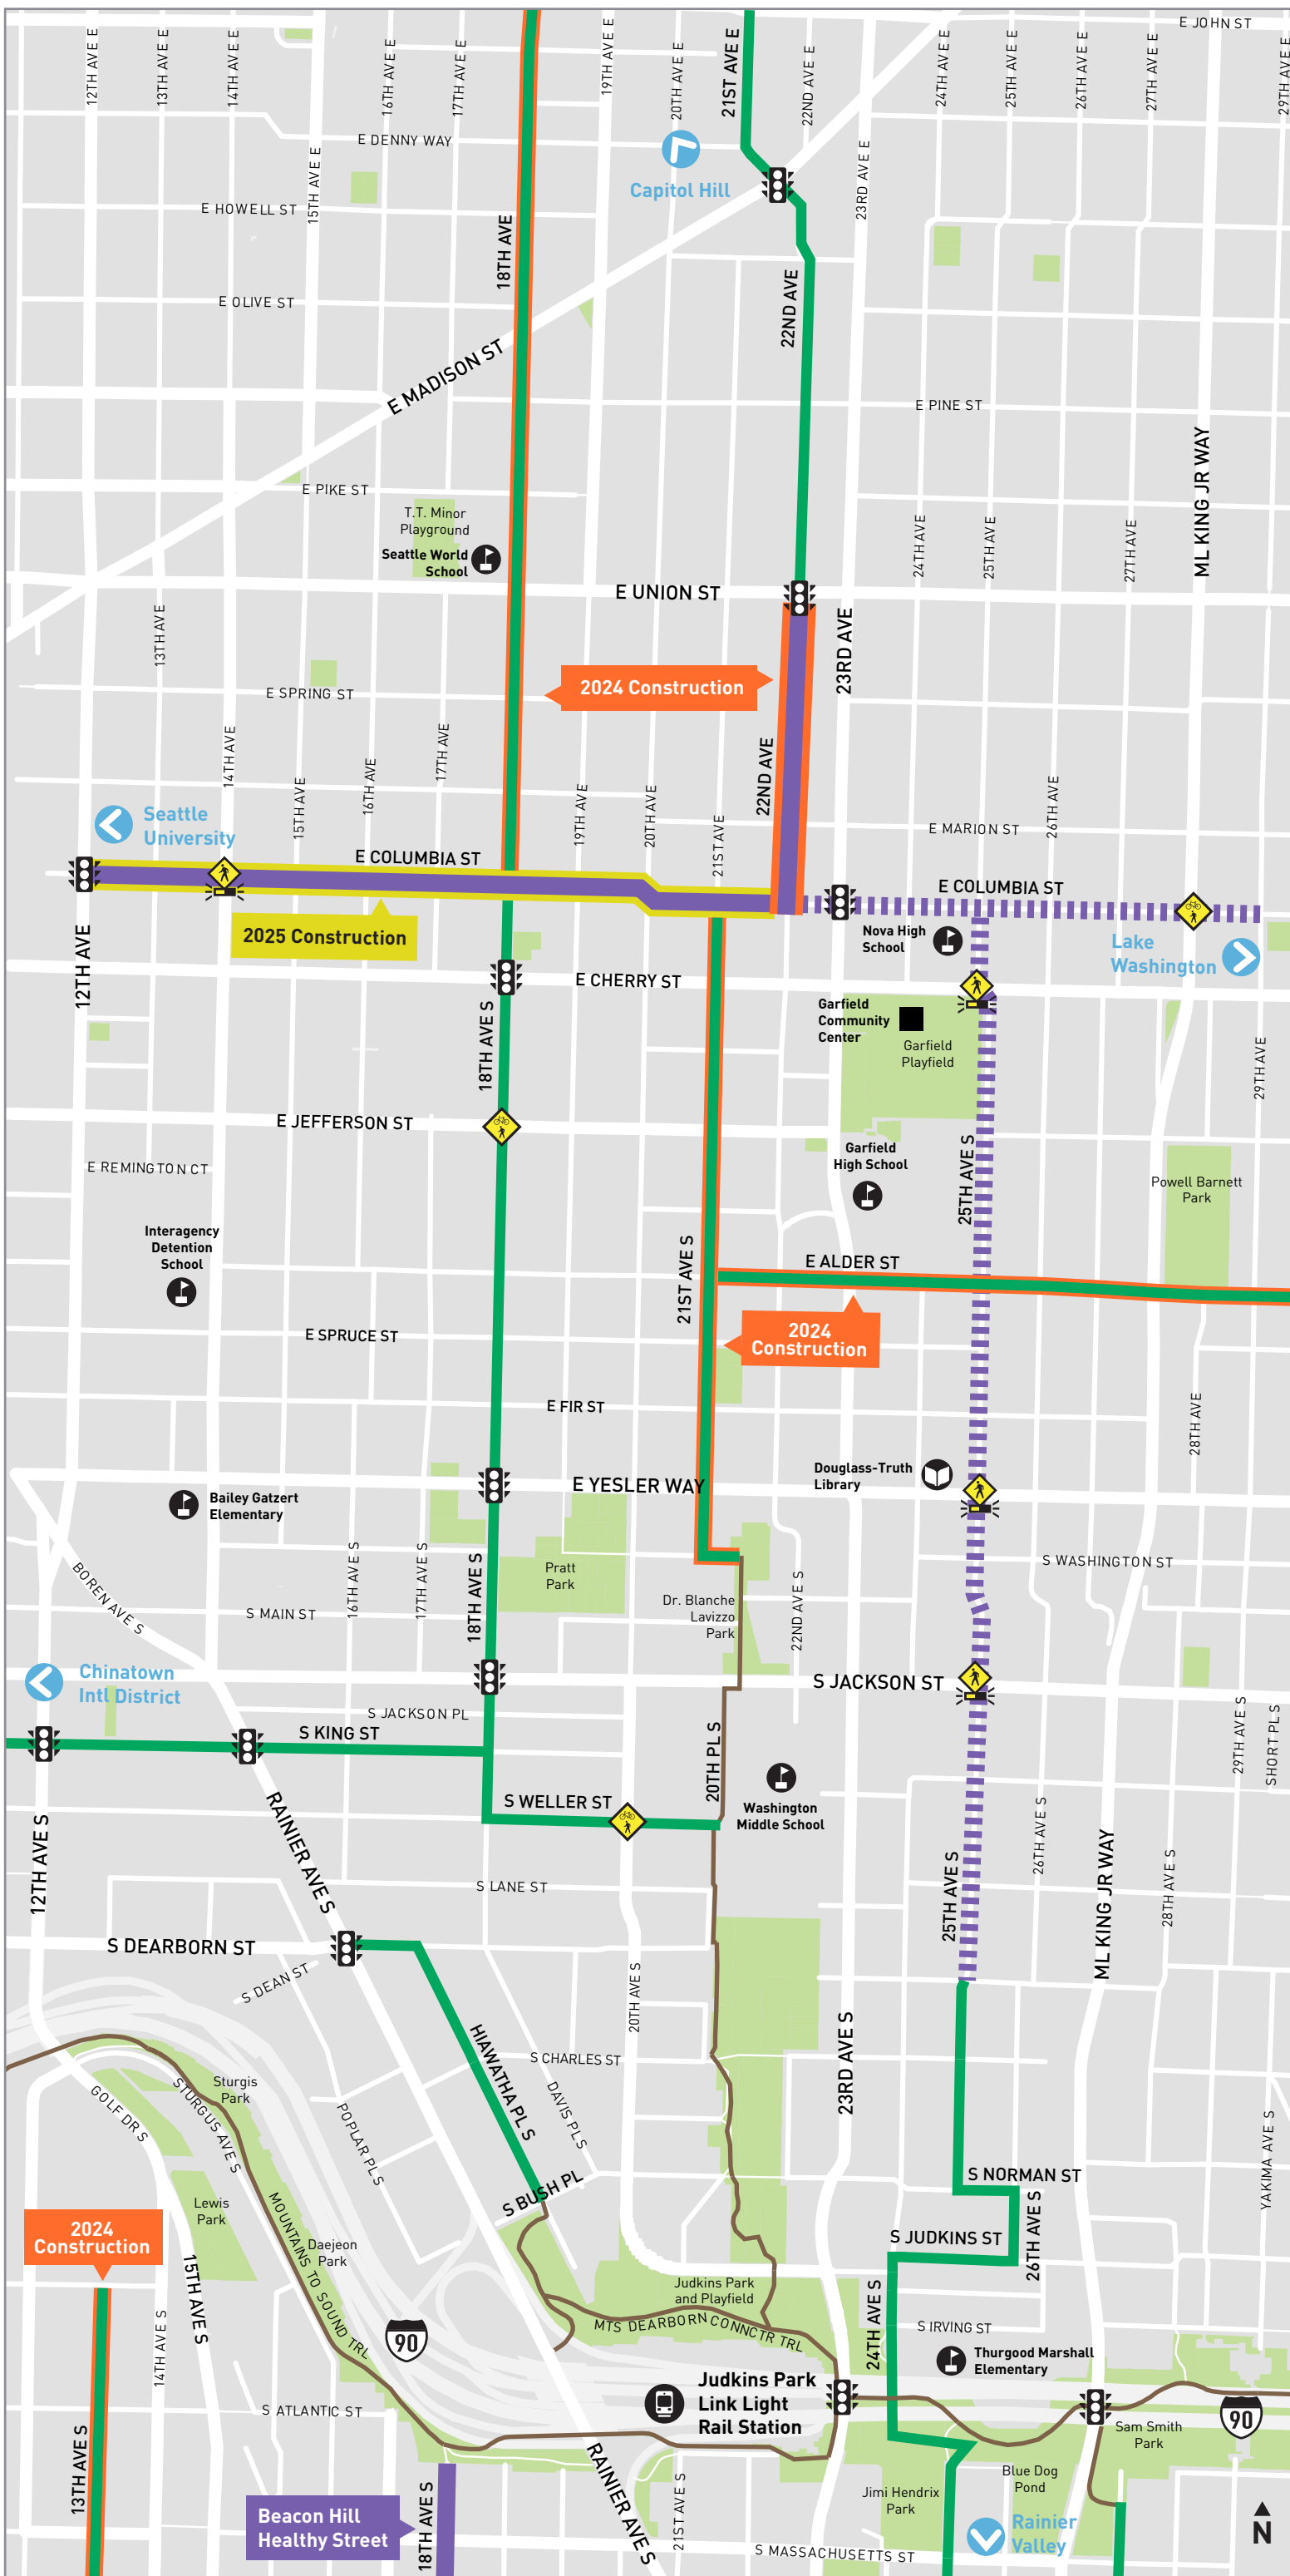 E JOHN ST
12TH AVE E
13TH AVE E
14TH AVE E
16TH AVE E
17TH AVE E
19TH AVE E
20TH AVE E
21ST AVE E
22ND AVE E
24TH AVE E
25TH AVE E
26TH AVE E
27TH AVE E
29TH AVE E
E DENNY WAY
15TH AVE E
Capitol Hill
23RD AVE E
E HOWELL ST
18TH AVE
E OLIVE ST
22ND AVE
E MADISON ST
E PINE ST
ML KING JR WAY
E PIKE ST
T.T. Minor
Playground
Seattle World
School
24TH AVE
25TH AVE
27TH AVE
E UNION ST
13TH AVE
23RD AVE
2024 Construction
E SPRING ST
14TH AVE
17TH AVE
22ND AVE
15TH AVE
16TH AVE
19TH AVE
20TH AVE
21ST AVE
26TH AVE
Seattle
University
E MARION ST
E COLUMBIA ST
E COLUMBIA ST
2025 Construction
12TH AVE
Nova High
School
Lake
Washington
E CHERRY ST
18TH AVE S
Garfield
Community
Center
Garfield
Playfield
29TH AVE
E JEFFERSON ST
E REMINGTON CT
Garfield
High School
25TH AVE S
Powell Barnett
Park
Interagency
Detention
School
21ST AVE S
E ALDER ST
2024
Construction
E SPRUCE ST
E FIR ST
28TH AVE
E YESLER WAY
Douglass-Truth
Library
Bailey Gatzert
Elementary
BOREN AVE S
16TH AVE S
17TH AVE S
18TH AVE S
Pratt
Park
S WASHINGTON ST
S MAIN ST
Dr. Blanche
Lavizzo
Park
22ND AVE S
Chinatown
Intl District
S JACKSON ST
S JACKSON PL
S KING ST
20TH PL S
29TH AVE S
SHORT PL S
S WELLER ST
Washington
Middle School
12TH AVE S
RAINIER AVE S
26TH AVE S
ML KING JR WAY
25TH AVE S
28TH AVE S
S LANE ST
S DEARBORN ST
S DEAN ST
20TH AVE S
23RD AVE S
HIAWATHA PL S
S CHARLES ST
DAVIS PL S
GOLF DR S
STURGUS AVE S
Sturgis
Park
POPLAR PL S
YAKIMA AVE S
S NORMAN ST
S BUSH PL
26TH AVE S
Lewis
Park
MOUNTAINS TO SOUND TRL
2024
Construction
Daejeon
Park
S JUDKINS ST
15TH AVE S
Judkins Park
and Playfield
24TH AVE S
MTS DEARBORN CONNCTR TRL
S IRVING ST
14TH AVE S
90
Thurgood Marshall
Elementary
Judkins Park
Link Light
Rail Station
S ATLANTIC ST
90
Sam Smith
Park
13TH AVE S
RAINIER AVE S
Blue Dog
Pond
Jimi Hendrix
Park
18TH AVE S
21ST AVE S
Beacon Hill
Healthy Street
Rainier
Valley
N
S MASSACHUSETTS ST